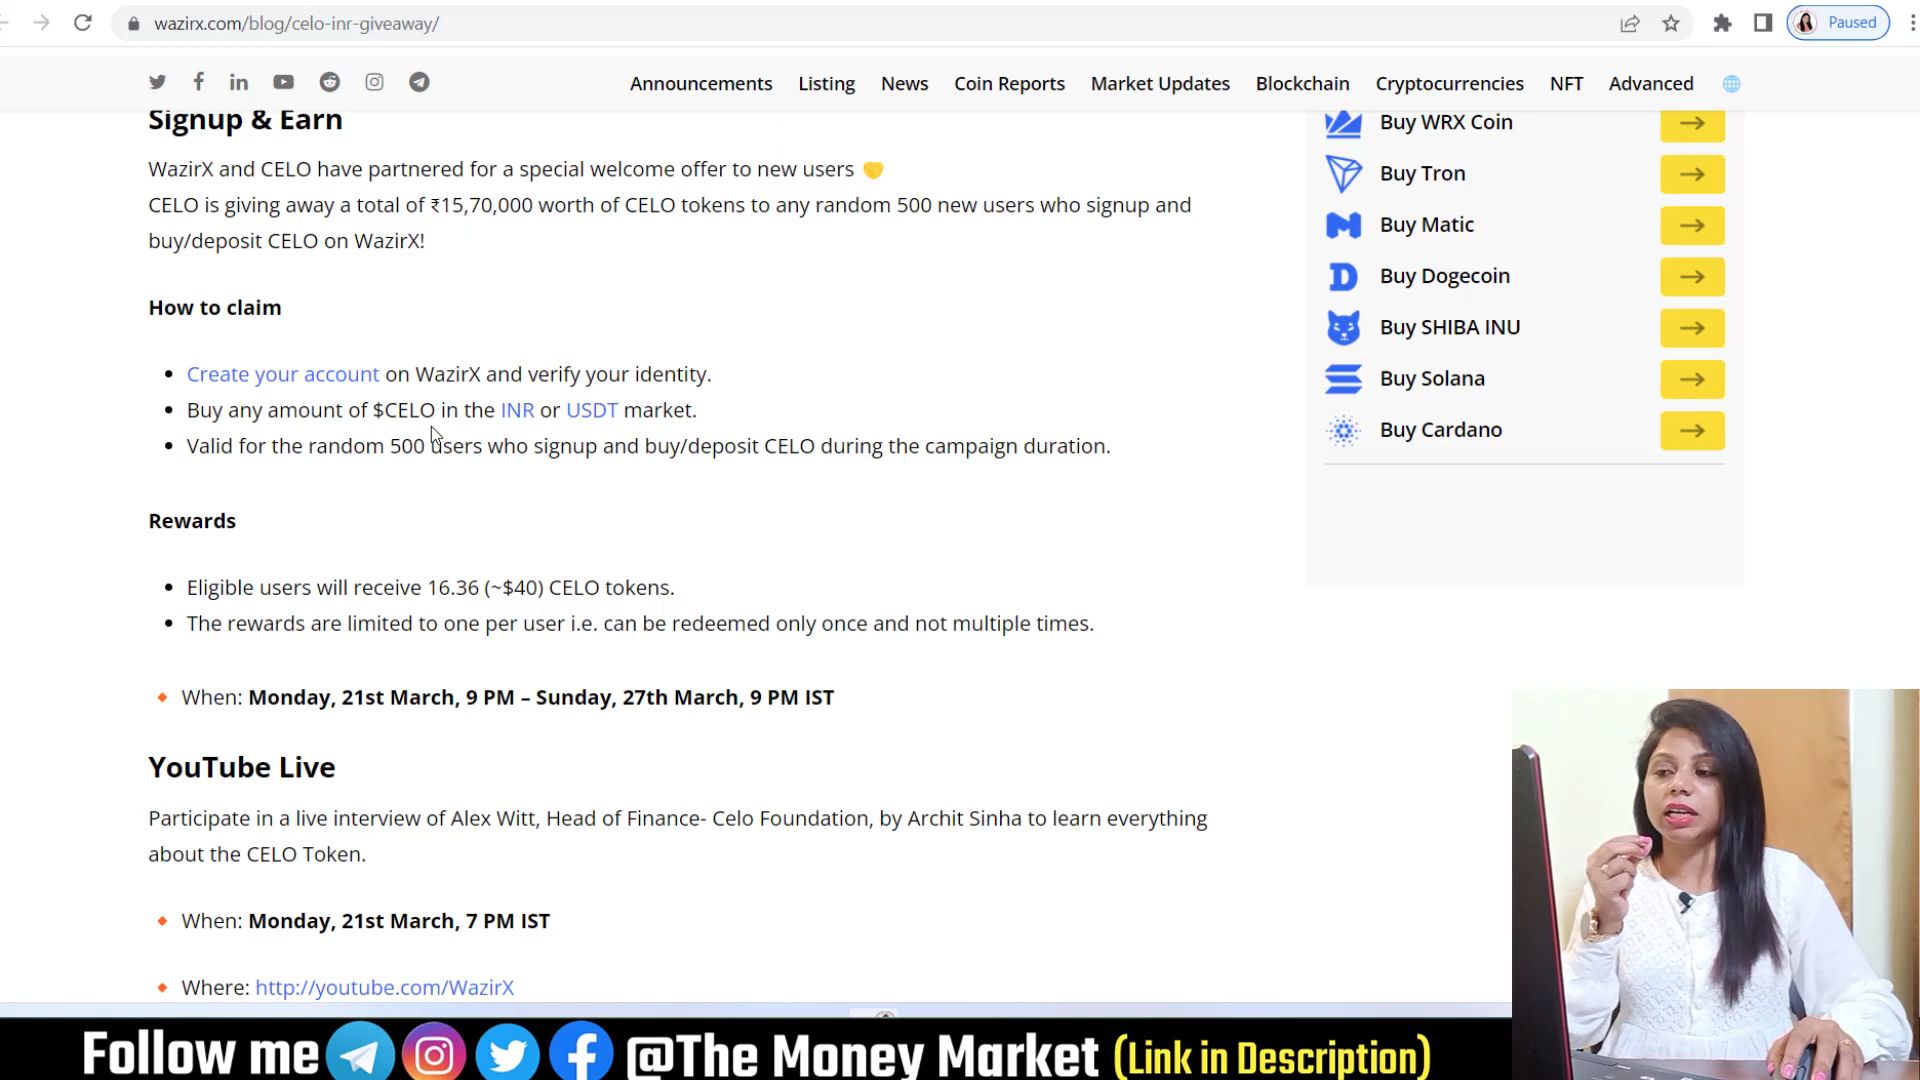 wazirx.com/blog/celo-inr-giveaway/
Paused
Announcements Listing News Coin Reports Market Updates Blockchain Cryptocurrencies NFT Advanced
Signup & Earn
WazirX and CELO have partnered for a special welcome offer to new users 🤝
CELO is giving away a total of ₹15,70,000 worth of CELO tokens to any random 500 new users who signup and
buy/deposit CELO on WazirX!
How to claim
• Create your account on WazirX and verify your identity.
• Buy any amount of $CELO in the INR or USDT market.
• Valid for the random 500 users who signup and buy/deposit CELO during the campaign duration.
Rewards
• Eligible users will receive 16.36 (~$40) CELO tokens.
• The rewards are limited to one per user i.e. can be redeemed only once and not multiple times.
🔸 When: Monday, 21st March, 9 PM – Sunday, 27th March, 9 PM IST
YouTube Live
Participate in a live interview of Alex Witt, Head of Finance- Celo Foundation, by Archit Sinha to learn everything
about the CELO Token.
🔸 When: Monday, 21st March, 7 PM IST
🔸 Where: http://youtube.com/WazirX
Buy WRX Coin
Buy Tron
Buy Matic
Buy Dogecoin
Buy SHIBA INU
Buy Solana
Buy Cardano
Follow me @The Money Market (Link in Description)